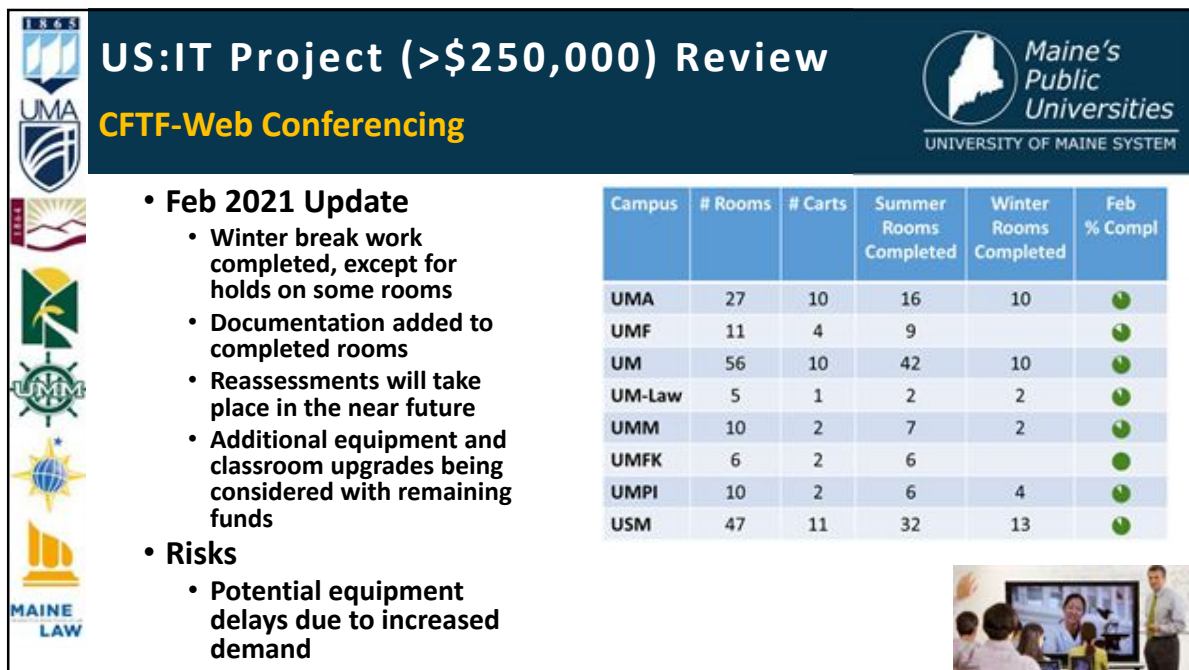 1865
US:IT Project (>$250,000) Review
CFTF-Web Conferencing
Maine's
Public
Universities
UNIVERSITY OF MAINE SYSTEM
UMA
1864
UMM
MAINE
LAW
• Feb 2021 Update
• Winter break work
completed, except for
holds on some rooms
• Documentation added to
completed rooms
• Reassessments will take
place in the near future
• Additional equipment and
classroom upgrades being
considered with remaining
funds
• Risks
• Potential equipment
delays due to increased
demand
Campus # Rooms # Carts Summer Rooms Completed Winter Rooms Completed Feb % Compl
UMA 27 10 16 10
UMF 11 4 9
UM 56 10 42 10
UM-Law 5 1 2 2
UMM 10 2 7 2
UMFK 6 2 6
UMPI 10 2 6 4
USM 47 11 32 13